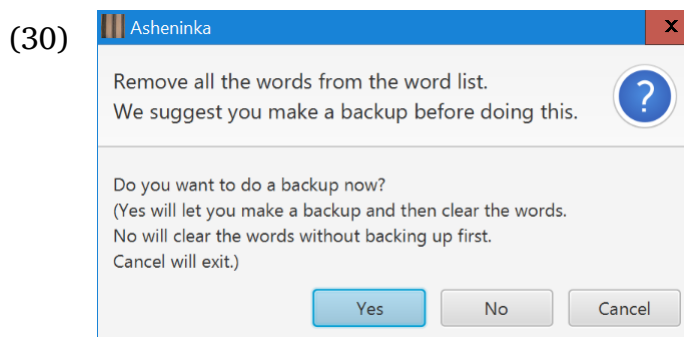 (30)
Asheninka
x
Remove all the words from the word list.
We suggest you make a backup before doing this.
?
Do you want to do a backup now?
(Yes will let you make a backup and then clear the words.
No will clear the words without backing up first.
Cancel will exit.)
Yes No Cancel